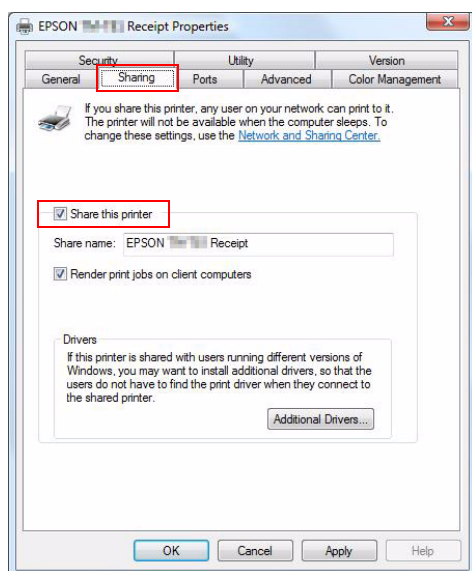 EPSON Receipt Properties
Security Utility Version
General Sharing Ports Advanced Color Management
If you share this printer, any user on your network can print to it.
The printer will not be available when the computer sleeps. To
change these settings, use the Network and Sharing Center.
Share this printer
Share name: EPSON Receipt
Render print jobs on client computers
Drivers
If this printer is shared with users running different versions of
Windows, you may want to install additional drivers, so that the
users do not have to find the print driver when they connect to
the shared printer.
Additional Drivers...
OK Cancel Apply Help